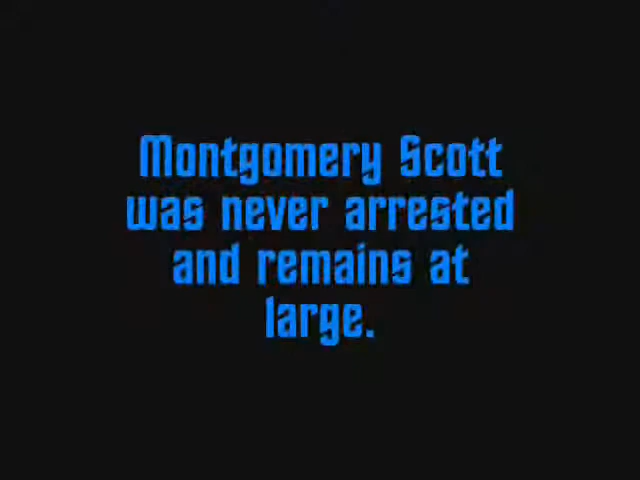 Montgomery Scott
was never arrested
and remains at
large.